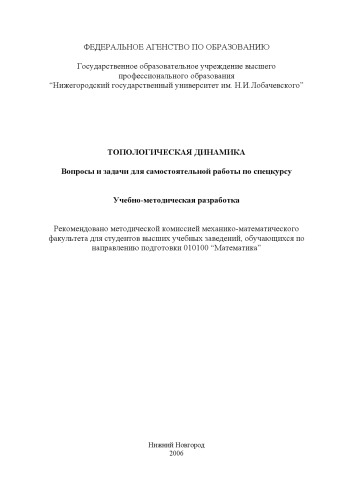 ФЕДЕРАЛЬНОЕ АГЕНСТВО ПО ОБРАЗОВАНИЮ
Государственное образовательное учреждение высшего
профессионального образования
“Нижегородский государственный университет им. Н.И.Лобачевского”
ТОПОЛОГИЧЕСКАЯ ДИНАМИКА
Вопросы и задачи для самостоятельной работы по спецкурсу
Учебно-методическая разработка
Рекомендовано методической комиссией механико-математического
факультета для студентов высших учебных заведений, обучающихся по
направлению подготовки 010100 “Математика”
Нижний Новгород
2006